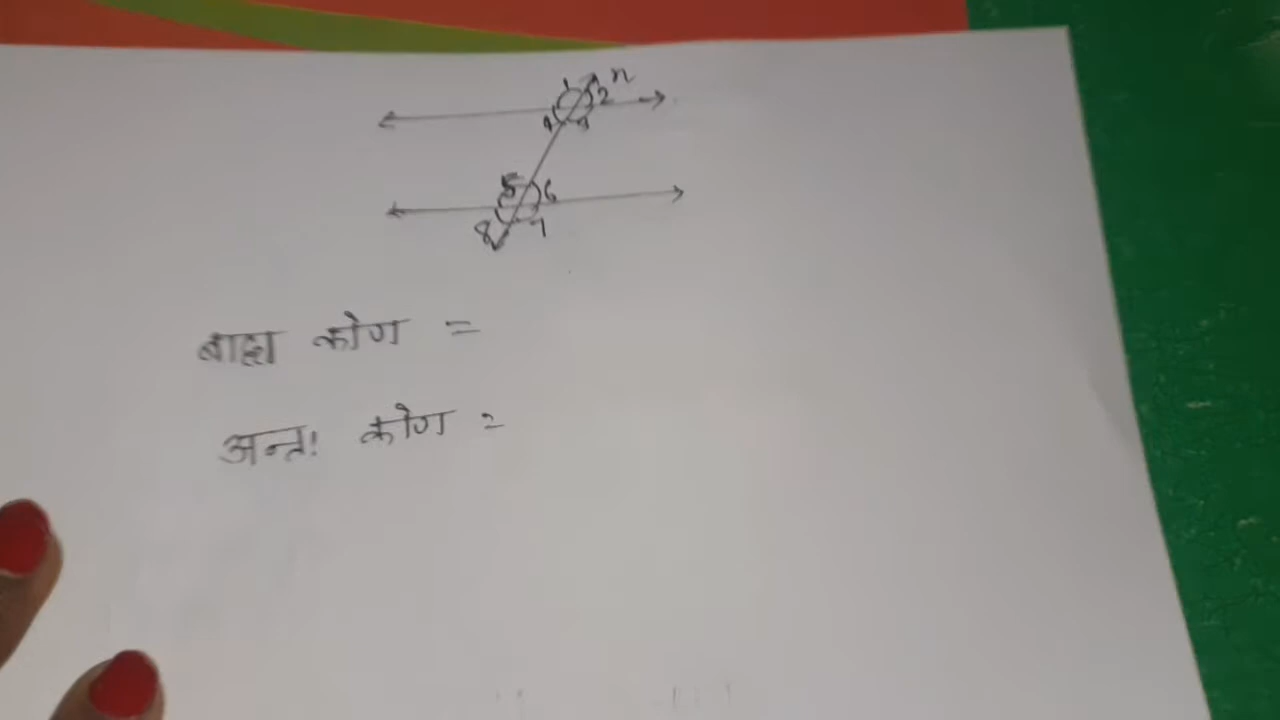 n
1 2
4 3
5 6
8 7
बाह्य कोण =
अन्तः कोण =